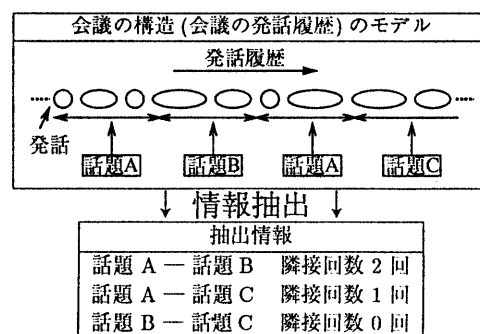 会議の構造 (会議の発話履歴) のモデル
発話履歴
発話
話題A 話題B 話題A 話題C
情報抽出
抽出情報
話題 A ― 話題 B 隣接回数 2 回
話題 A ― 話題 C 隣接回数 1 回
話題 B ― 話題 C 隣接回数 0 回